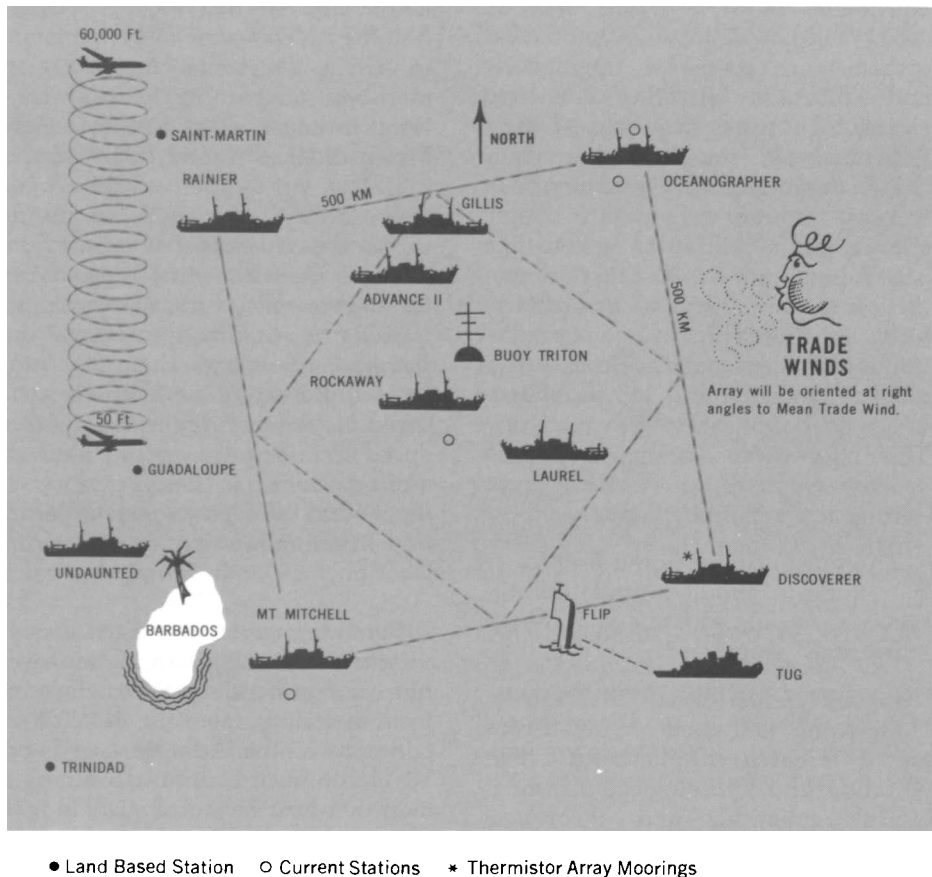 60,000 Ft.
SAINT-MARTIN
NORTH
RAINIER
500 KM
OCEANOGRAPHER
GILLIS
ADVANCE II
500 KM
BUOY TRITON
TRADE
WINDS
Array will be oriented at right
angles to Mean Trade Wind.
ROCKAWAY
50 Ft.
GUADALOUPE
LAUREL
UNDAUNTED
DISCOVERER
MT MITCHELL
FLIP
BARBADOS
TUG
TRINIDAD
● Land Based Station ○ Current Stations * Thermistor Array Moorings